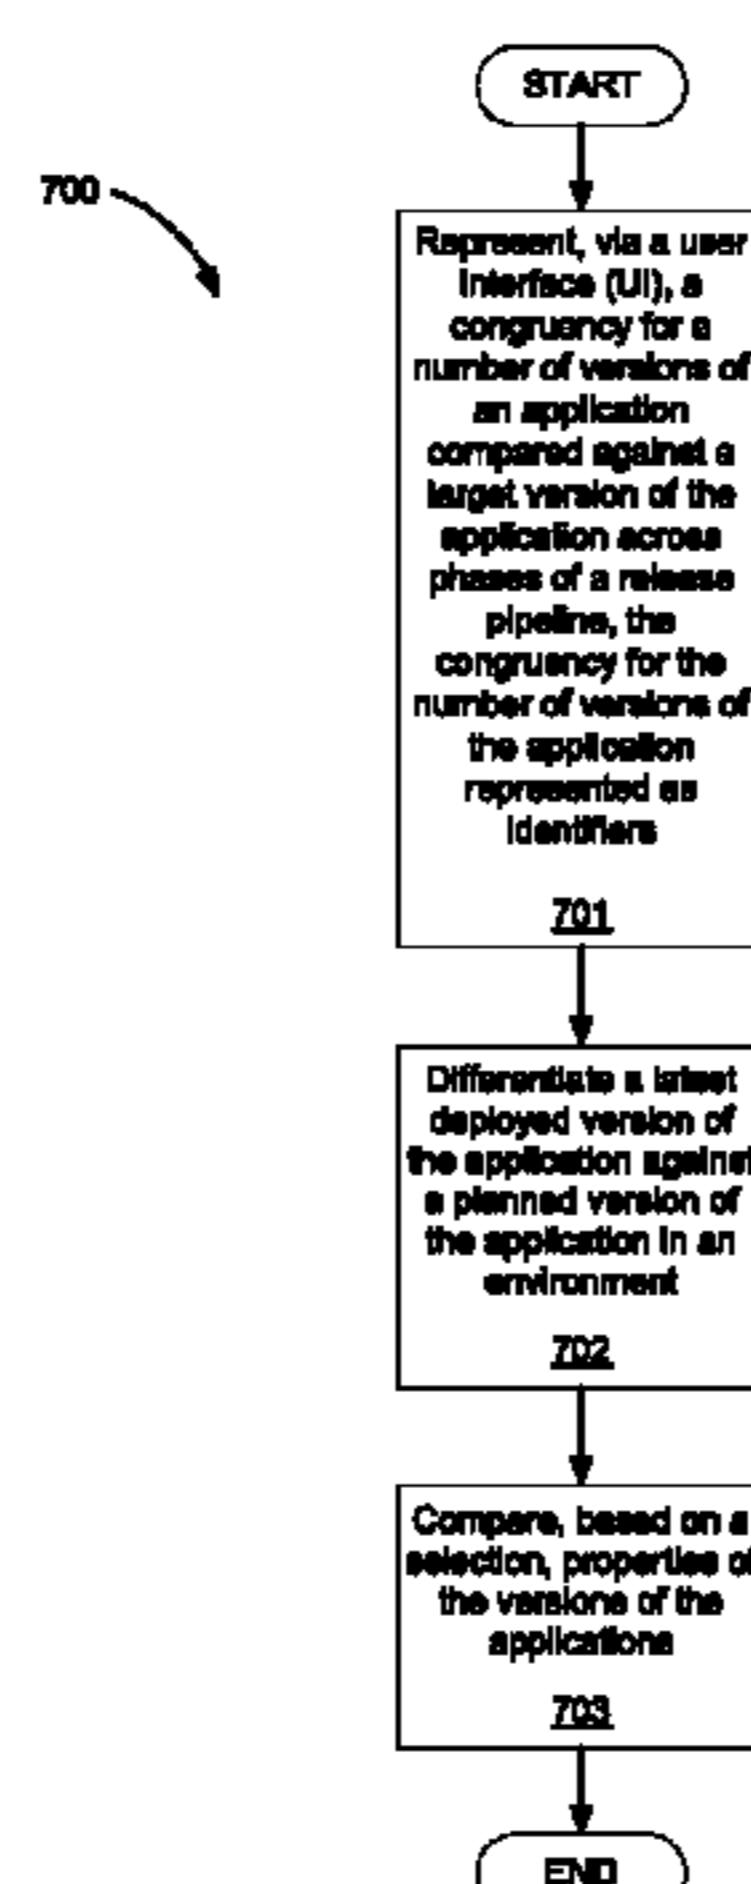 START
700
Represent, via a user
interface (UI), a
congruency for a
number of versions of
an application
compared against a
target version of the
application across
phases of a release
pipeline, the
congruency for the
number of versions of
the application
represented as
identifiers
701
Differentiate a latest
deployed version of
the application against
a planned version of
the application in an
environment
702
Compare, based on a
selection, properties of
the versions of the
applications
703
END